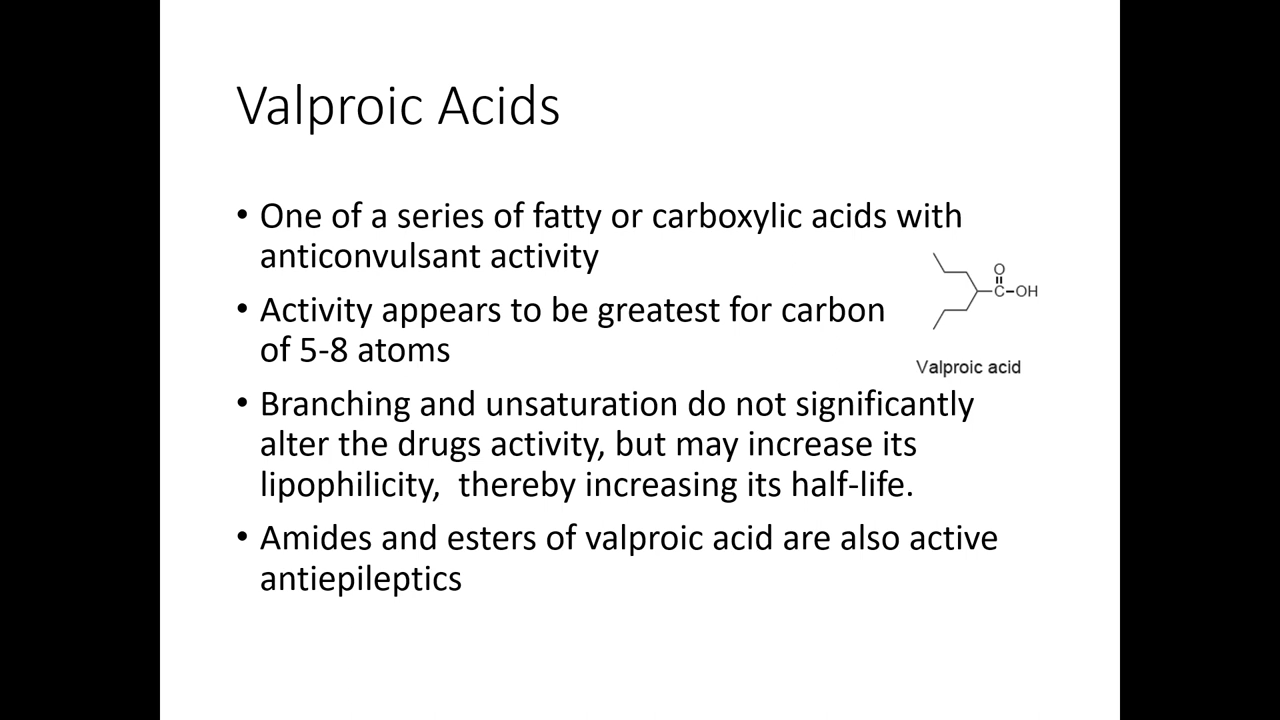 Valproic Acids
• One of a series of fatty or carboxylic acids with
anticonvulsant activity
• Activity appears to be greatest for carbon
of 5-8 atoms
O
C-OH
Valproic acid
• Branching and unsaturation do not significantly
alter the drugs activity, but may increase its
lipophilicity,  thereby increasing its half-life.
• Amides and esters of valproic acid are also active
antiepileptics